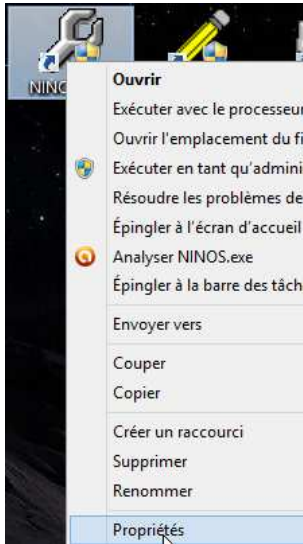 NINOS
Ouvrir
Exécuter avec le processeur
Ouvrir l'emplacement du fi
Exécuter en tant qu'admini
Résoudre les problèmes de
Épingler à l'écran d'accueil
Analyser NINOS.exe
Épingler à la barre des tâch
Envoyer vers
Couper
Copier
Créer un raccourci
Supprimer
Renommer
Propriétés